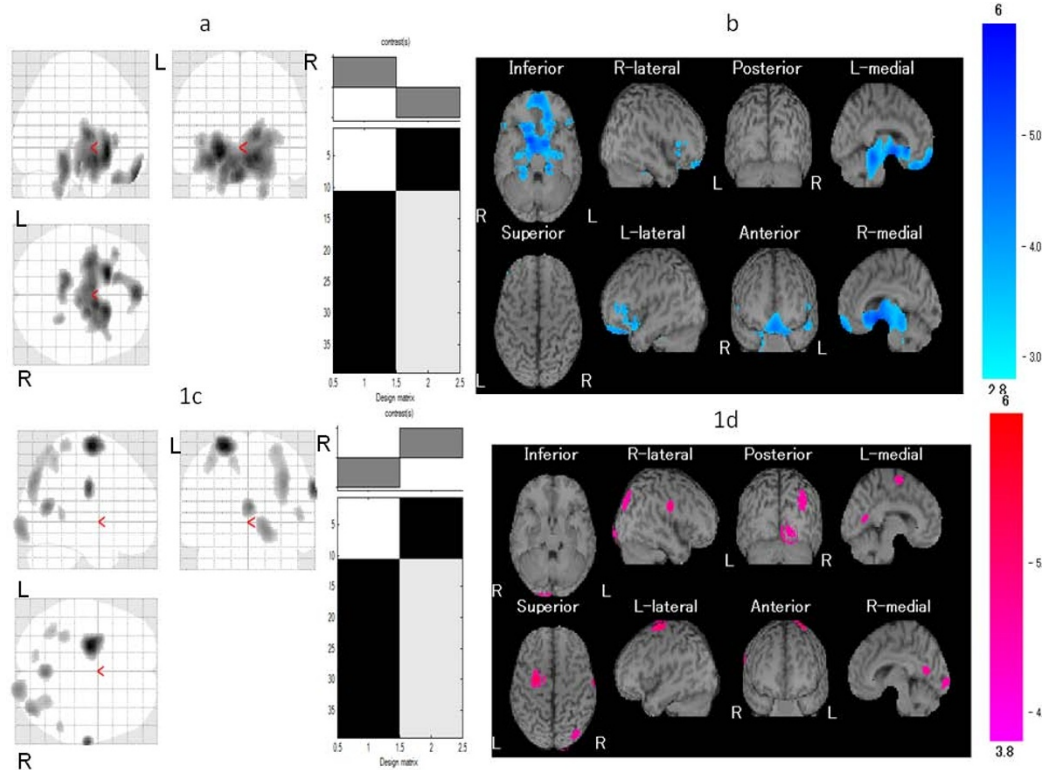 a
b
L
R
L
R
contrast(s)
5
10
15
20
25
30
35
0.5 1 1.5 2 2.5
Design matrix
Inferior R-lateral Posterior L-medial
R L L R
Superior L-lateral Anterior R-medial
L R R L
6
5.0
4.0
3.0
2.8
1c
1d
L
R
L
R
contrast(s)
5
10
15
20
25
30
35
0.5 1 1.5 2 2.5
Design matrix
Inferior R-lateral Posterior L-medial
R L L R
Superior L-lateral Anterior R-medial
L R R L
6
5
4
3.8